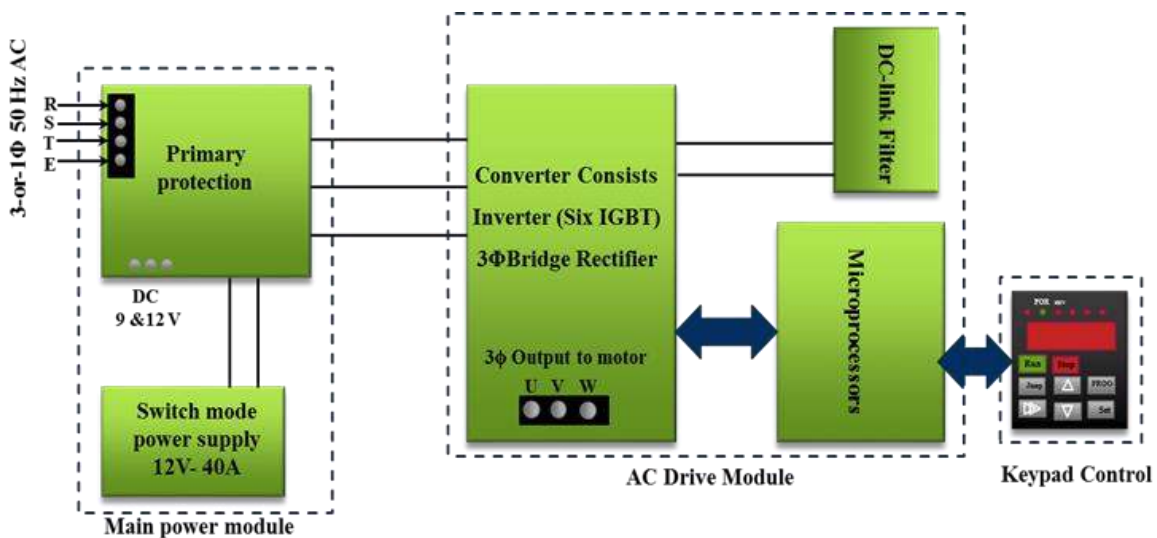 3-or-1Φ 50 Hz AC
R
S
T
E
Primary
protection
DC
9 &12 V
Switch mode
power supply
12V- 40A
Main power module
Converter Consists
Inverter (Six IGBT)
3ΦBridge Rectifier
3ϕ Output to motor
U V W
DC-link Filter
Microprocessors
AC Drive Module
Run Stop
Jump PROG
Set
Keypad Control